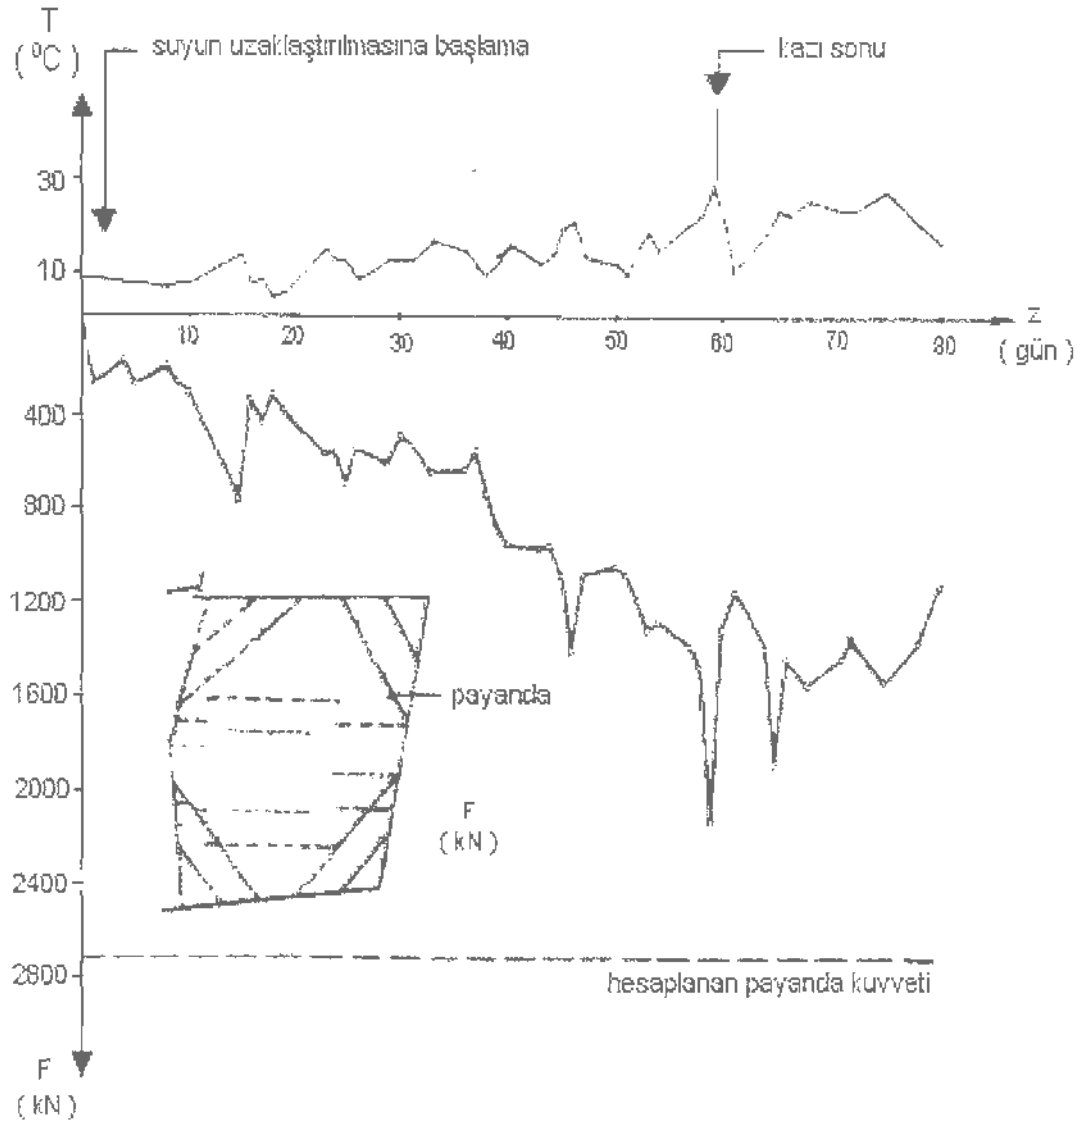 T
( °C )
suyun uzaklaştırılmasına başlama
kazı sonu
30
10
10
20
30
40
50
60
70
80
z
( gün )
400
800
1200
1600
2000
2400
2800
payanda
F
( kN )
hesaplanan payanda kuvveti
F
( kN )